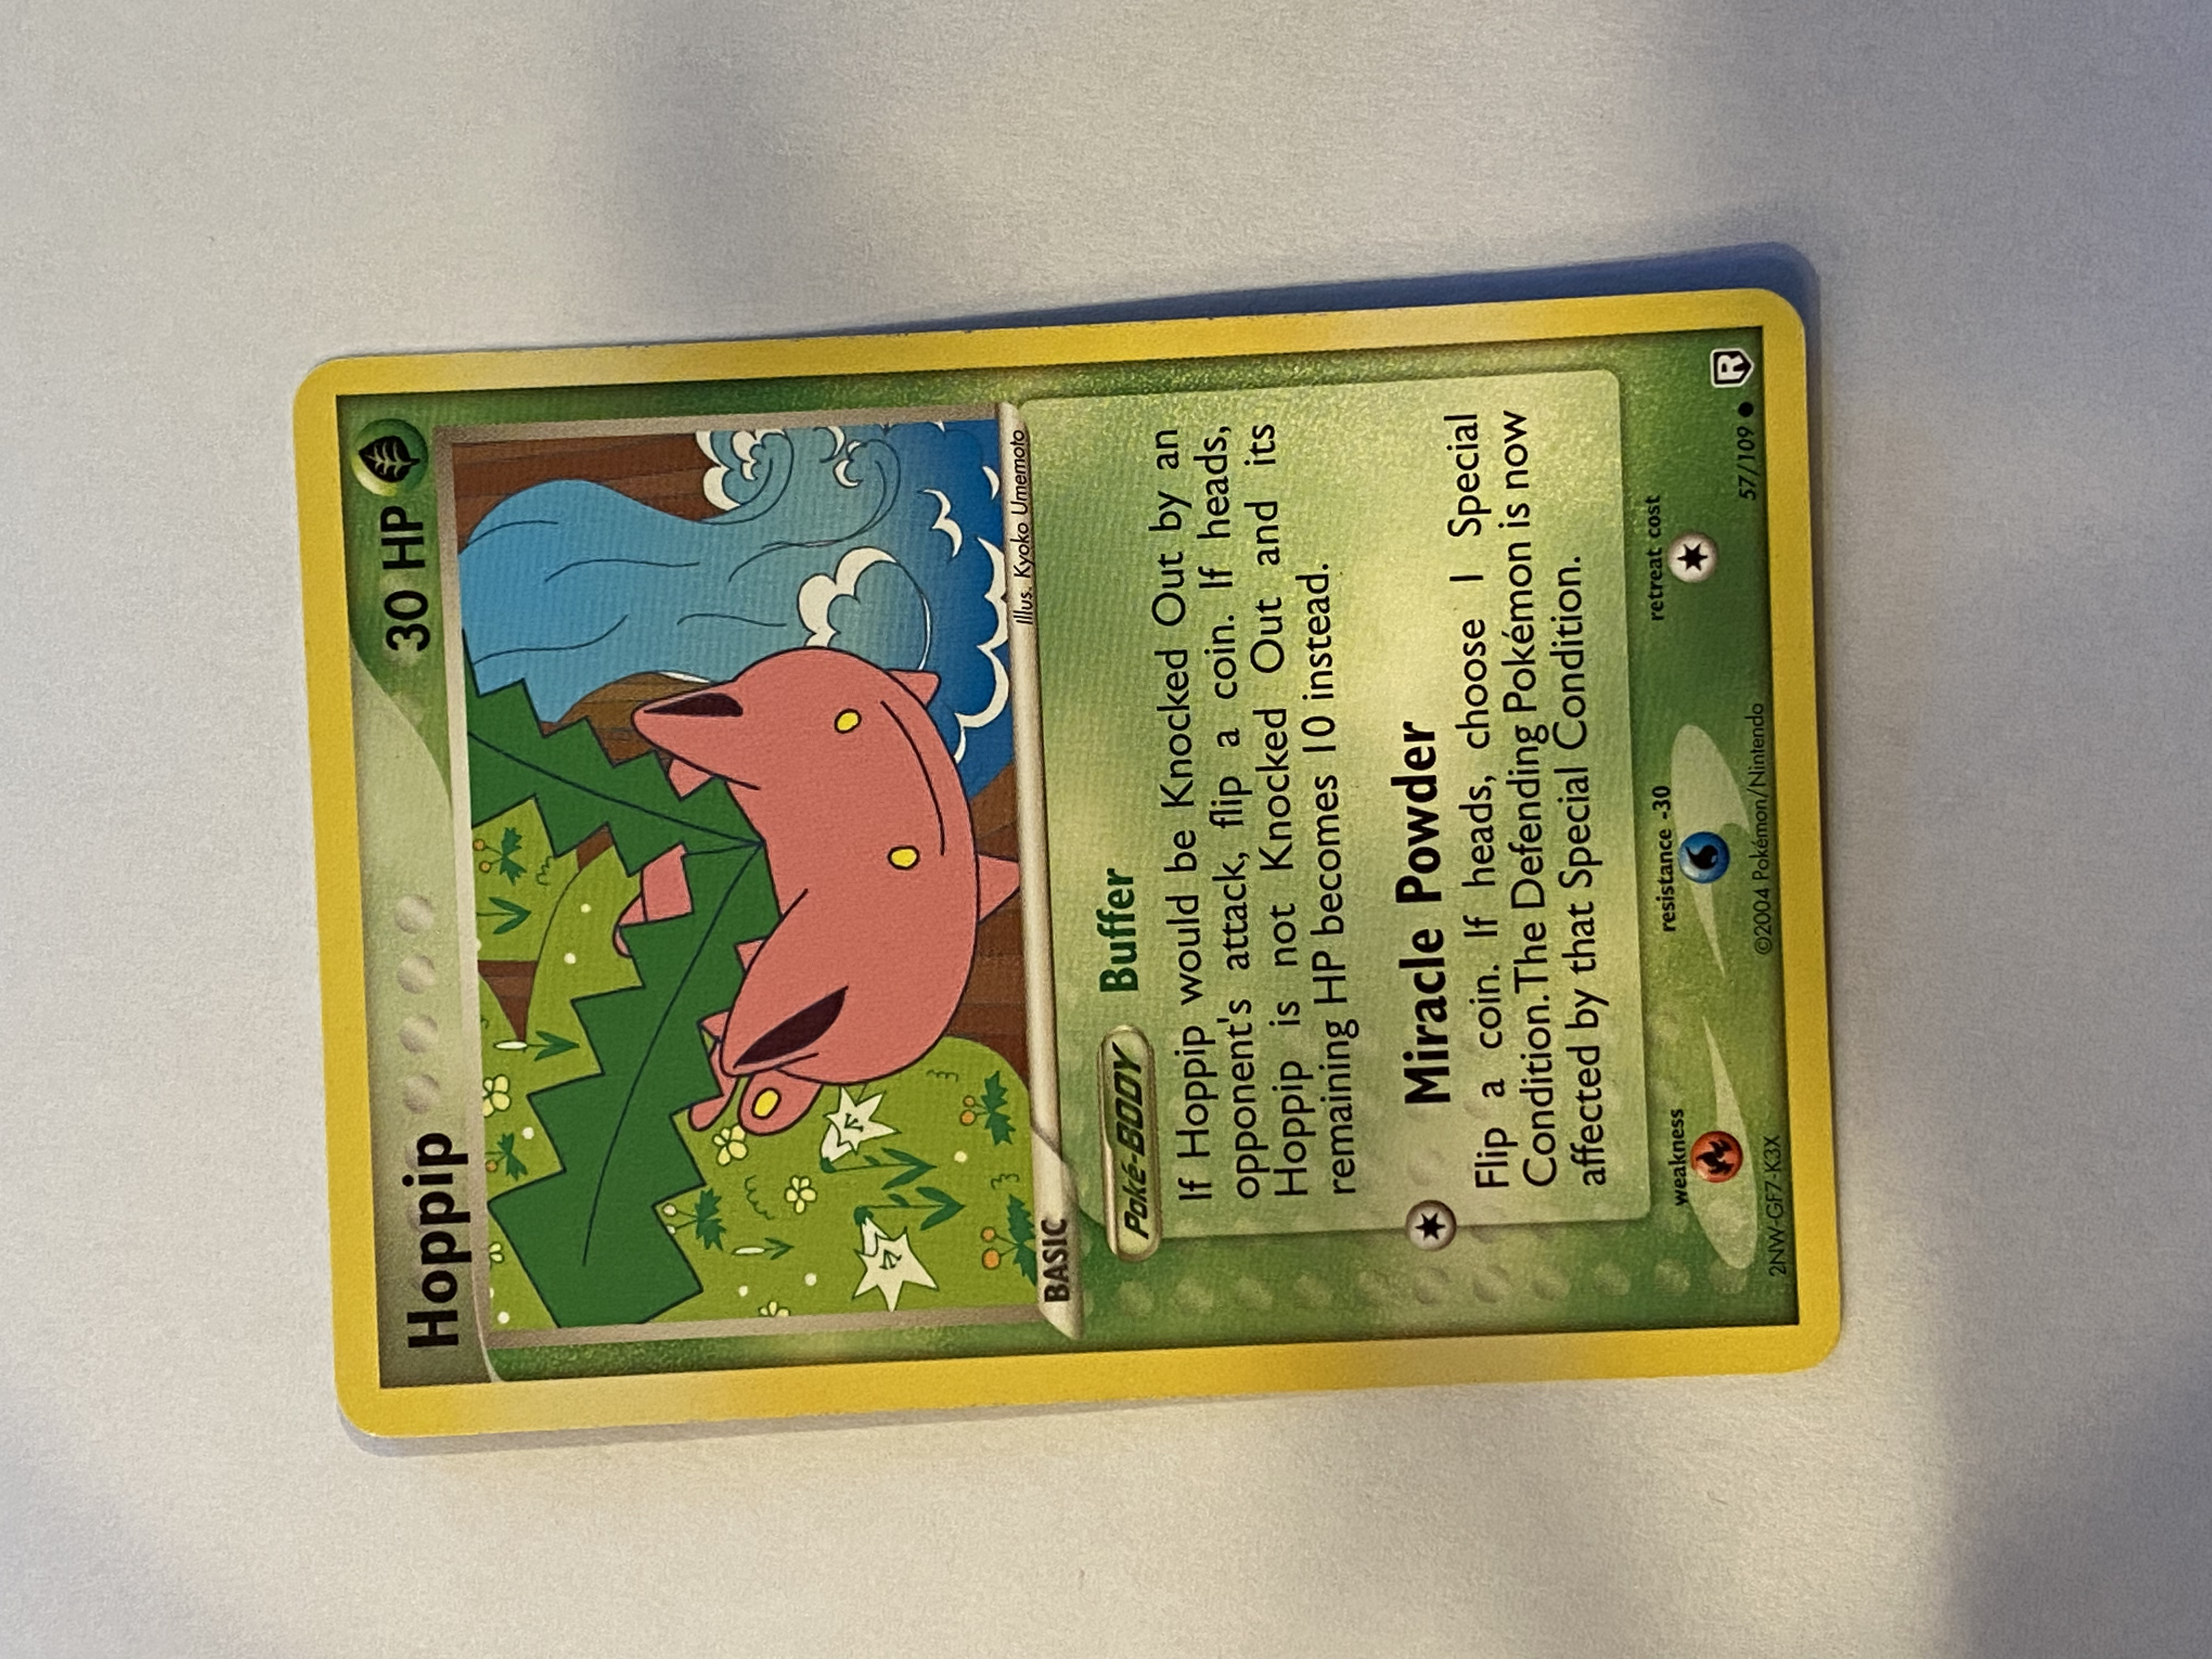 Hoppip
30 HP
Illus. Kyoko Umemoto
BASIC
Poké-BODY Buffer
If Hoppip would be Knocked Out by an
opponent's attack, flip a coin. If heads,
Hoppip is not Knocked Out and its
remaining HP becomes 10 instead.
Miracle Powder
Flip a coin. If heads, choose 1 Special
Condition. The Defending Pokémon is now
affected by that Special Condition.
weakness
resistance -30
retreat cost
2NW-GF7-K3X
©2004 Pokémon/Nintendo
57/109
R